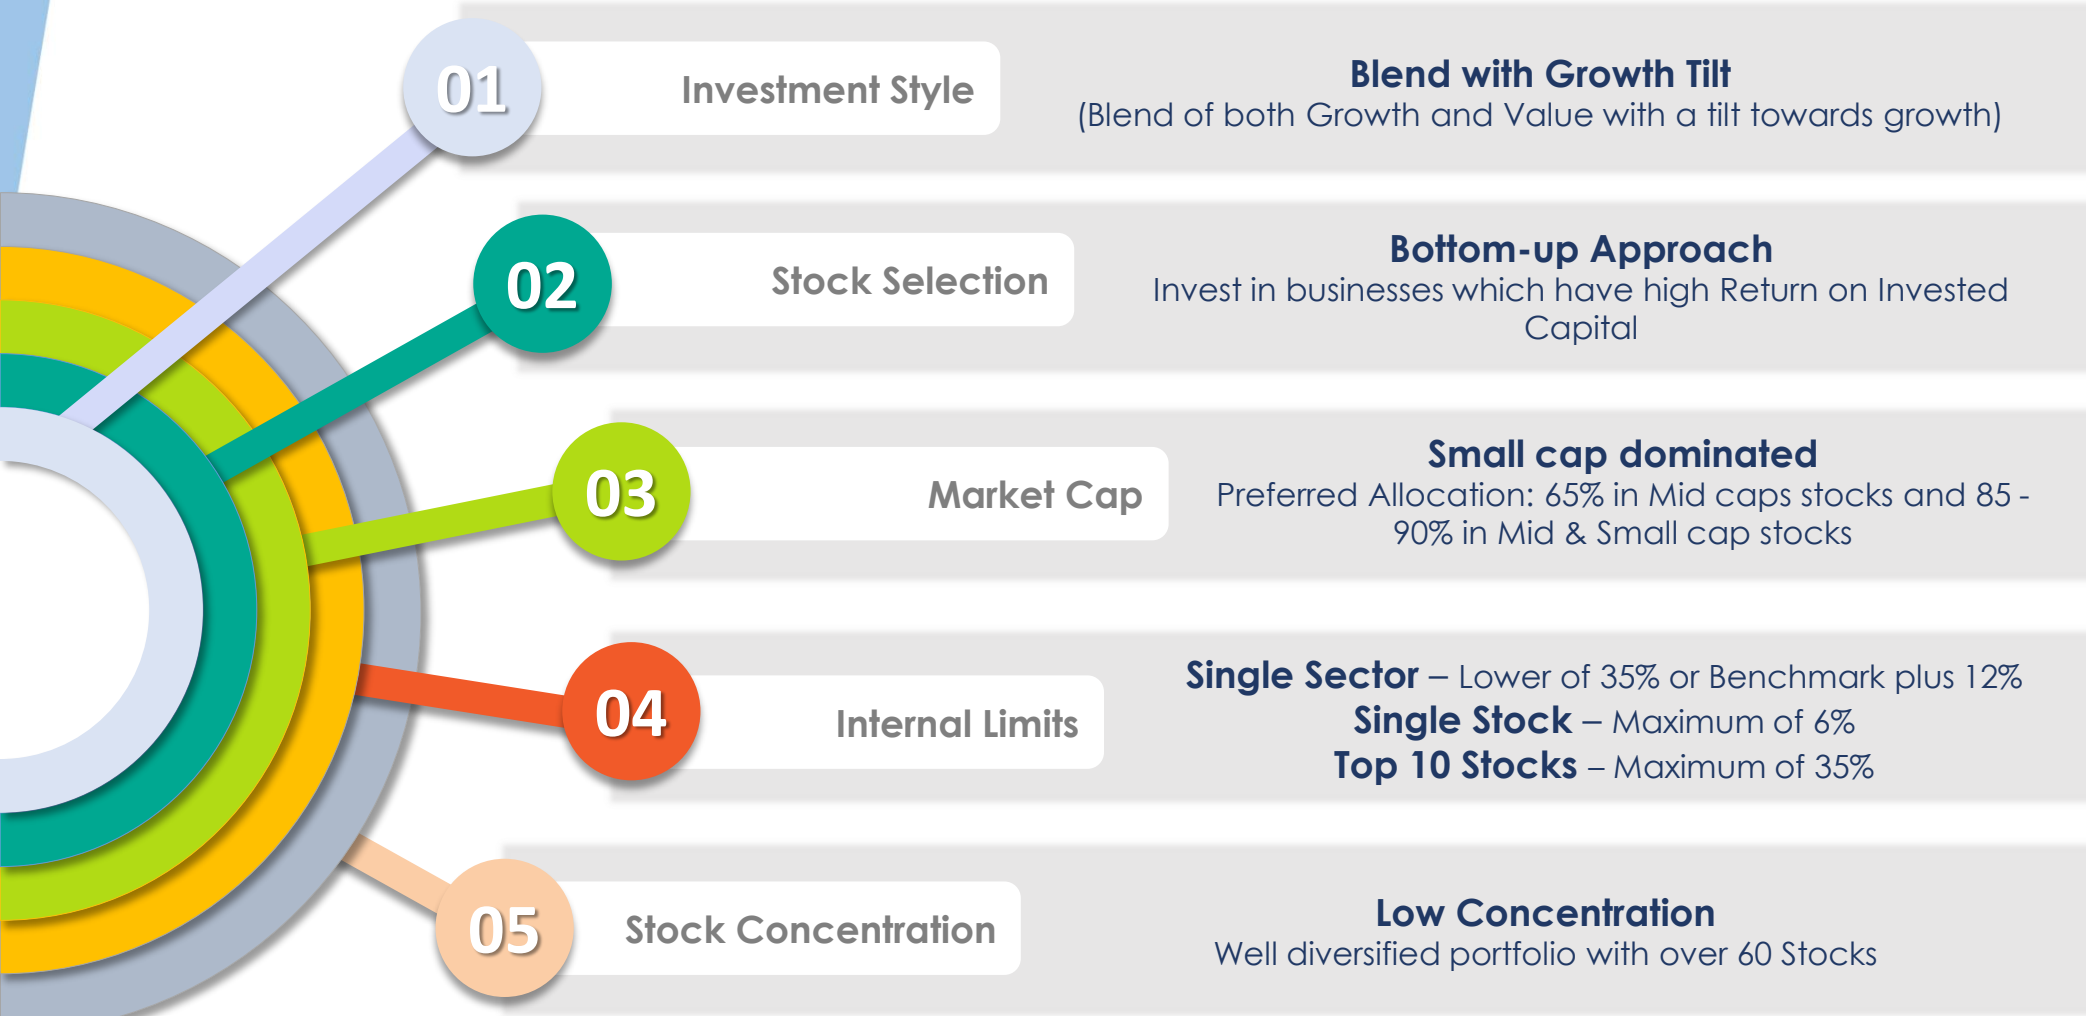 01
Investment Style
Blend with Growth Tilt
(Blend of both Growth and Value with a tilt towards growth)
02
Stock Selection
Bottom-up Approach
Invest in businesses which have high Return on Invested
Capital
03
Market Cap
Small cap dominated
Preferred Allocation: 65% in Mid caps stocks and 85 -
90% in Mid & Small cap stocks
04
Internal Limits
Single Sector – Lower of 35% or Benchmark plus 12%
Single Stock – Maximum of 6%
Top 10 Stocks – Maximum of 35%
05
Stock Concentration
Low Concentration
Well diversified portfolio with over 60 Stocks